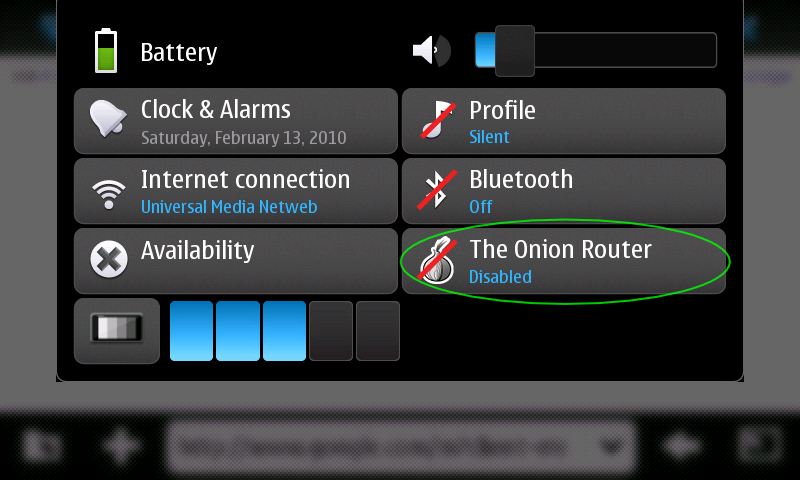 Battery
Clock & Alarms
Saturday, February 13, 2010
Profile
Silent
Internet connection
Universal Media Netweb
Bluetooth
Off
Availability
The Onion Router
Disabled